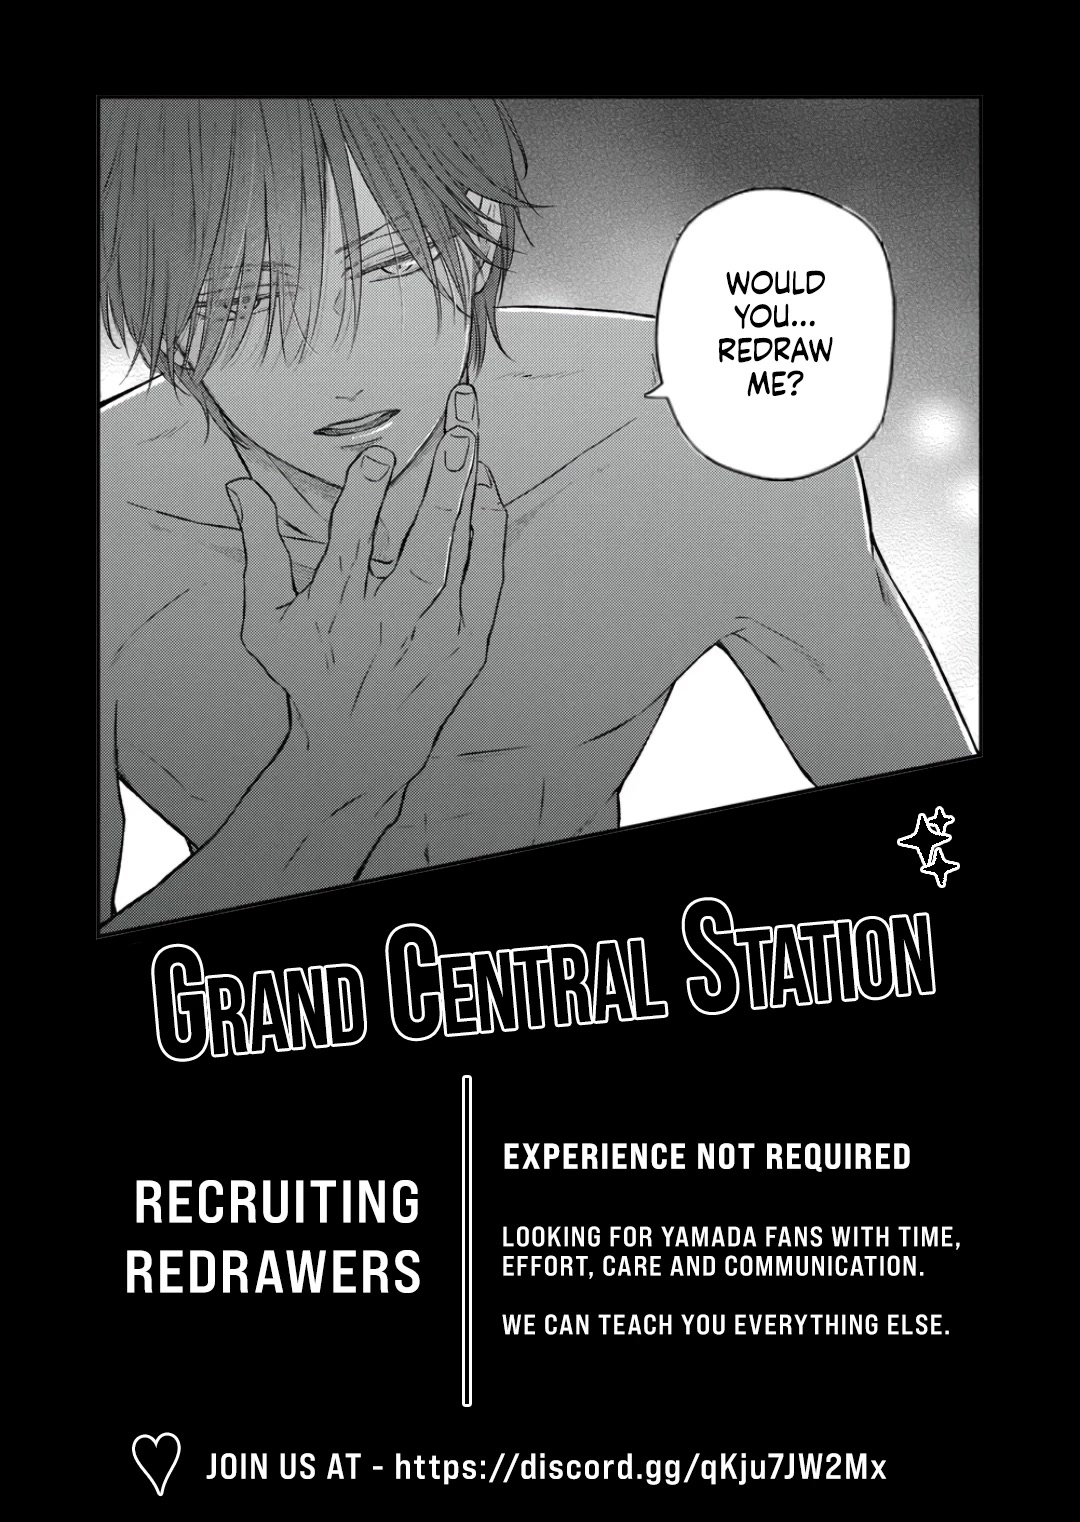 WOULD
YOU...
REDRAW
ME?
GRAND CENTRAL STATION
RECRUITING
REDRAWERS
EXPERIENCE NOT REQUIRED
LOOKING FOR YAMADA FANS WITH TIME,
EFFORT, CARE AND COMMUNICATION.
WE CAN TEACH YOU EVERYTHING ELSE.
JOIN US AT - https://discord.gg/qKju7JW2Mx